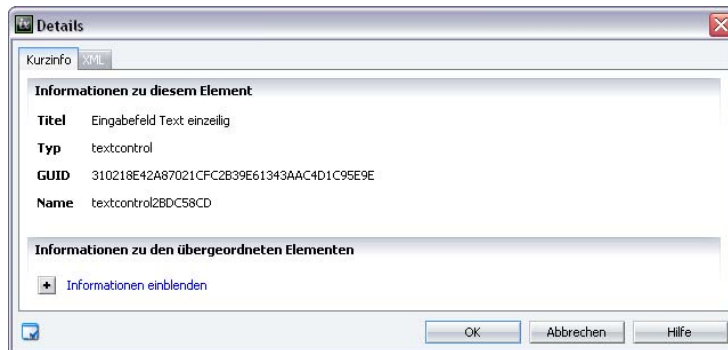 Details
Kurzinfo XML
Informationen zu diesem Element
Titel Eingabefeld Text einzeilig
Typ textcontrol
GUID 310218E42A87021CFC2B39E61343AAC4D1C95E9E
Name textcontrol2BDC58CD
Informationen zu den übergeordneten Elementen
+ Informationen einblenden
OK Abbrechen Hilfe